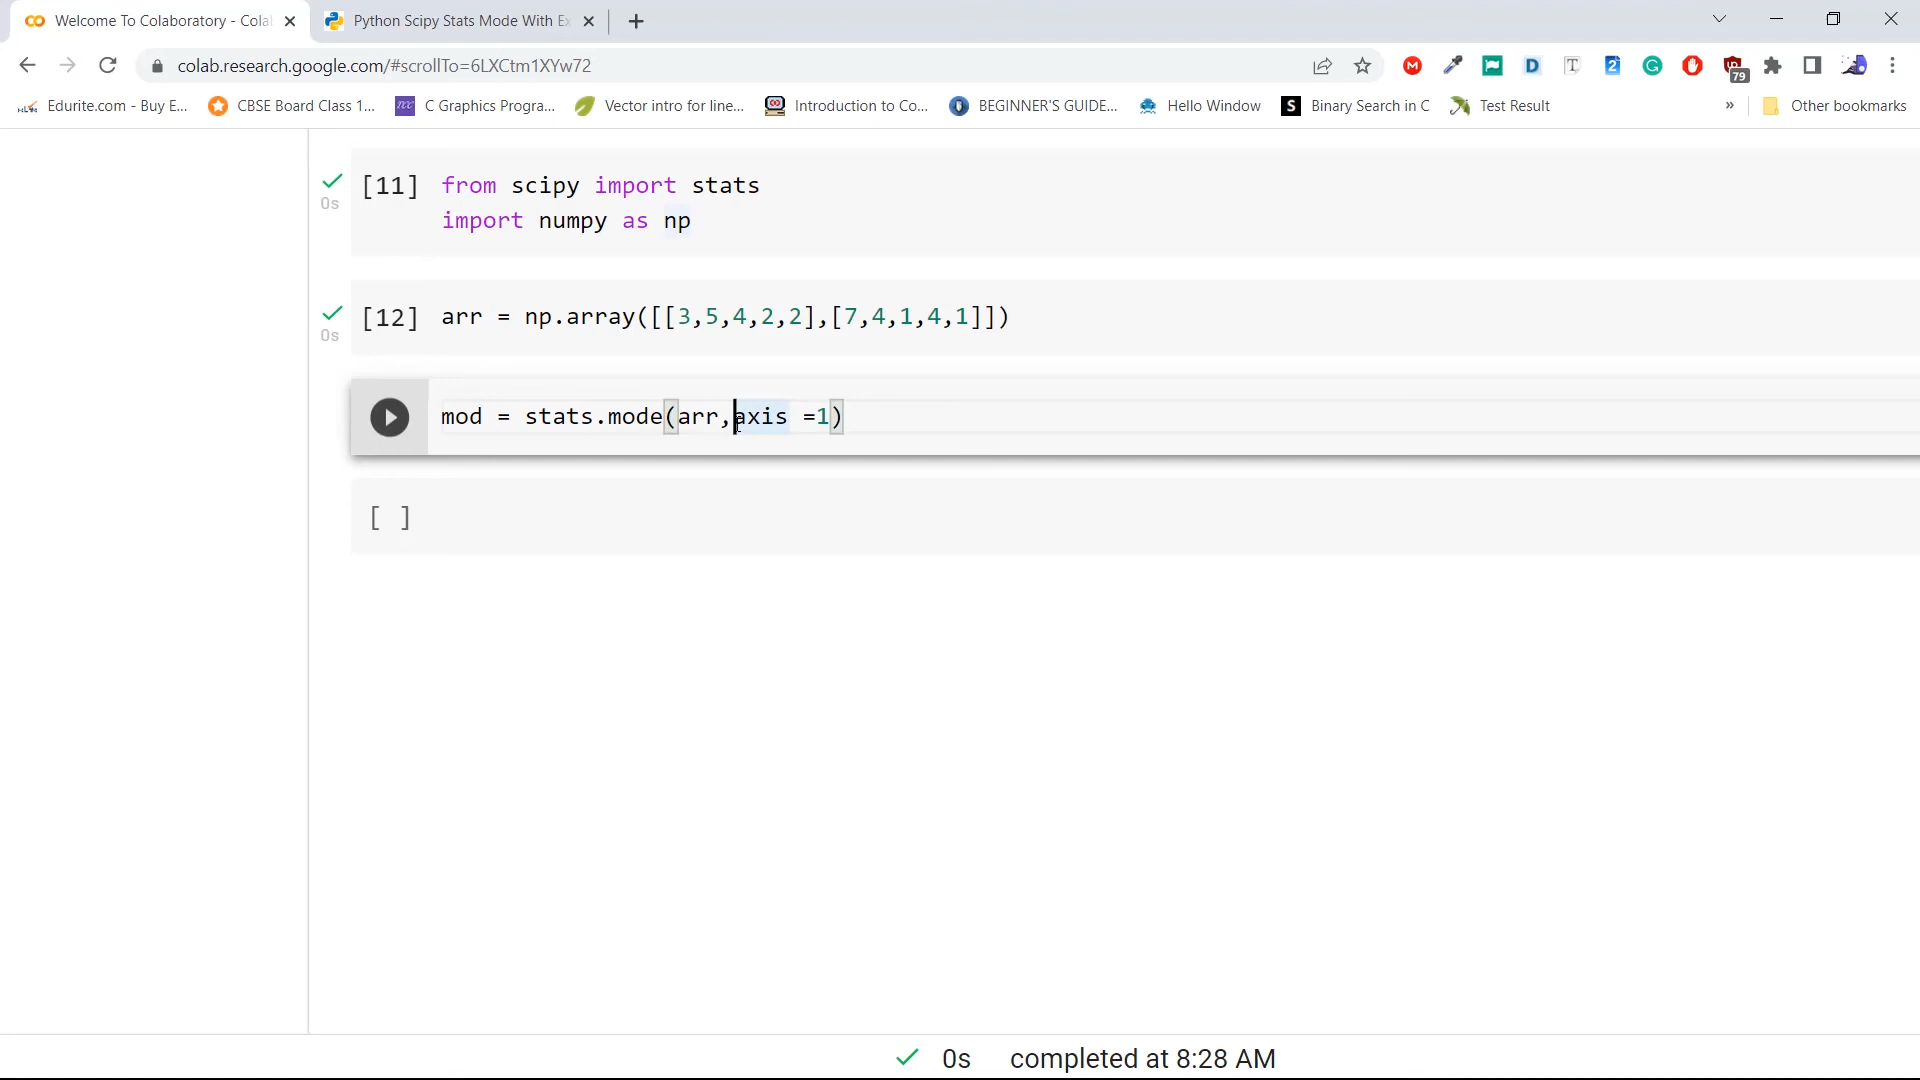 Welcome To Colaboratory - Cola
Python Scipy Stats Mode With Ex
colab.research.google.com/#scrollTo=6LXCtm1XYw72
79
Edurite.com - Buy E...
CBSE Board Class 1...
C Graphics Progra...
Vector intro for line...
Introduction to Co...
BEGINNER'S GUIDE...
Hello Window
Binary Search in C
Test Result
»
Other bookmarks
[11] from scipy import stats
0s
import numpy as np
[12] arr = np.array([[3,5,4,2,2],[7,4,1,4,1]])
0s
mod = stats.mode(arr,axis =1)
[ ]
0s completed at 8:28 AM